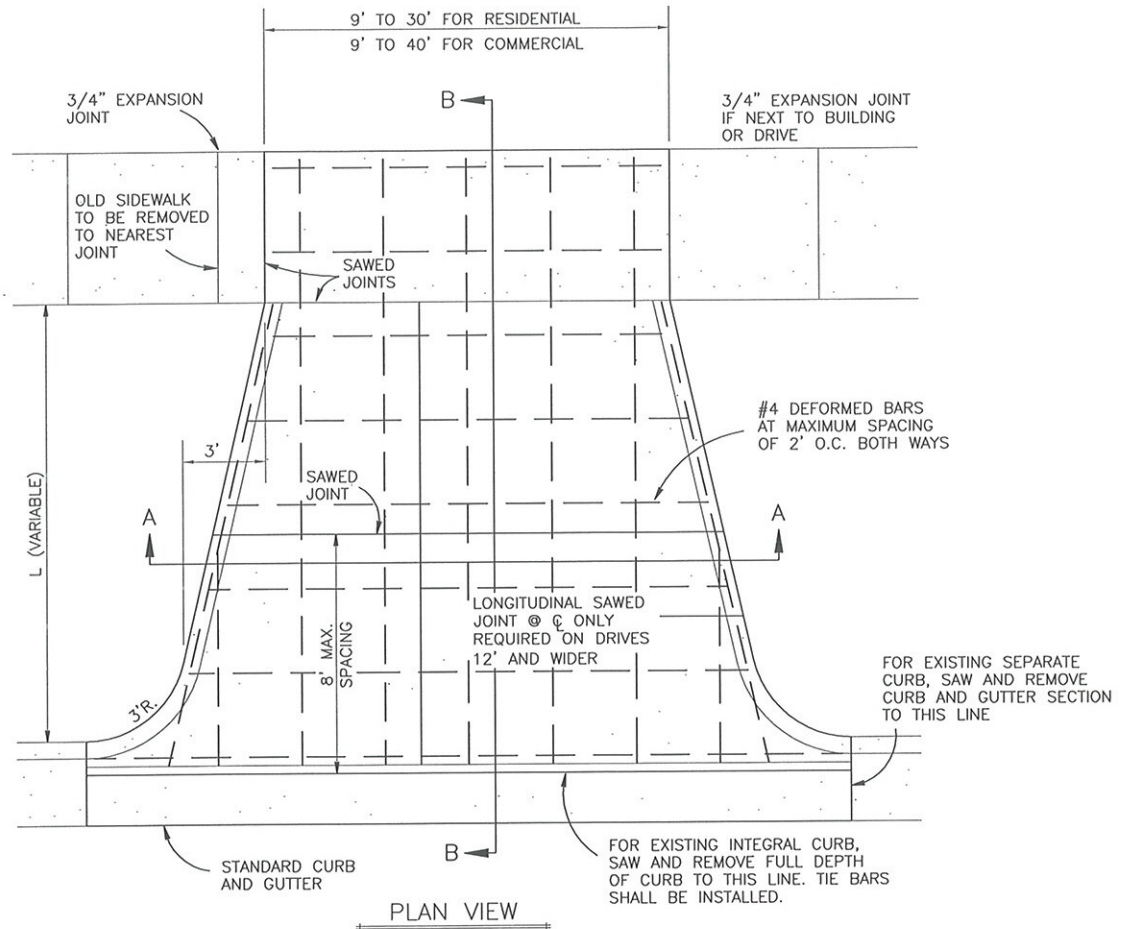 9' TO 30' FOR RESIDENTIAL
9' TO 40' FOR COMMERCIAL
3/4" EXPANSION
JOINT
B
3/4" EXPANSION JOINT
IF NEXT TO BUILDING
OR DRIVE
OLD SIDEWALK
TO BE REMOVED
TO NEAREST
JOINT
SAWED
JOINTS
#4 DEFORMED BARS
AT MAXIMUM SPACING
OF 2' O.C. BOTH WAYS
3'
SAWED
JOINT
L (VARIABLE)
A
A
8' MAX.
SPACING
LONGITUDINAL SAWED
JOINT @ ℄ ONLY
REQUIRED ON DRIVES
12' AND WIDER
3'R.
FOR EXISTING SEPARATE
CURB, SAW AND REMOVE
CURB AND GUTTER SECTION
TO THIS LINE
B
STANDARD CURB
AND GUTTER
FOR EXISTING INTEGRAL CURB,
SAW AND REMOVE FULL DEPTH
OF CURB TO THIS LINE. TIE BARS
SHALL BE INSTALLED.
PLAN VIEW